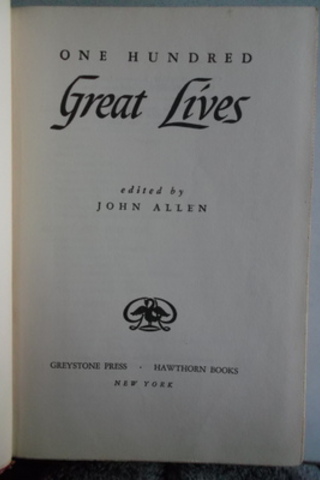 ONE HUNDRED
Great Lives
edited by
JOHN ALLEN
GREYSTONE PRESS · HAWTHORN BOOKS
NEW YORK